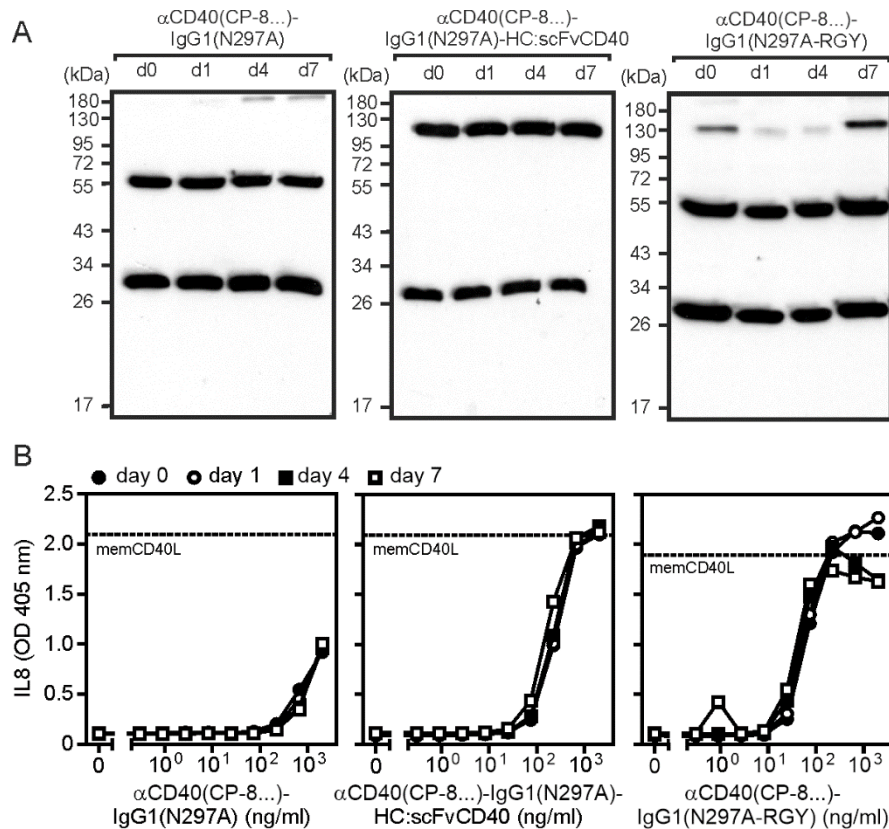 A
αCD40(CP-8...)-
IgG1(N297A)
αCD40(CP-8...)-
IgG1(N297A)-HC:scFvCD40
αCD40(CP-8...)-
IgG1(N297A-RGY)
(kDa) d0 d1 d4 d7
(kDa) d0 d1 d4 d7
(kDa) d0 d1 d4 d7
180
130
95
72
55
43
34
26
17
180
130
95
72
55
43
34
26
17
180
130
95
72
55
43
34
26
17
B
day 0 day 1 day 4 day 7
IL8 (OD 405 nm)
2.5
2.0
1.5
1.0
0.5
0
memCD40L
memCD40L
memCD40L
0 10⁰ 10¹ 10² 10³
0 10⁰ 10¹ 10² 10³
0 10⁰ 10¹ 10² 10³
αCD40(CP-8...)-
IgG1(N297A) (ng/ml)
αCD40(CP-8...)-IgG1(N297A)-
HC:scFvCD40 (ng/ml)
αCD40(CP-8...)-
IgG1(N297A-RGY) (ng/ml)